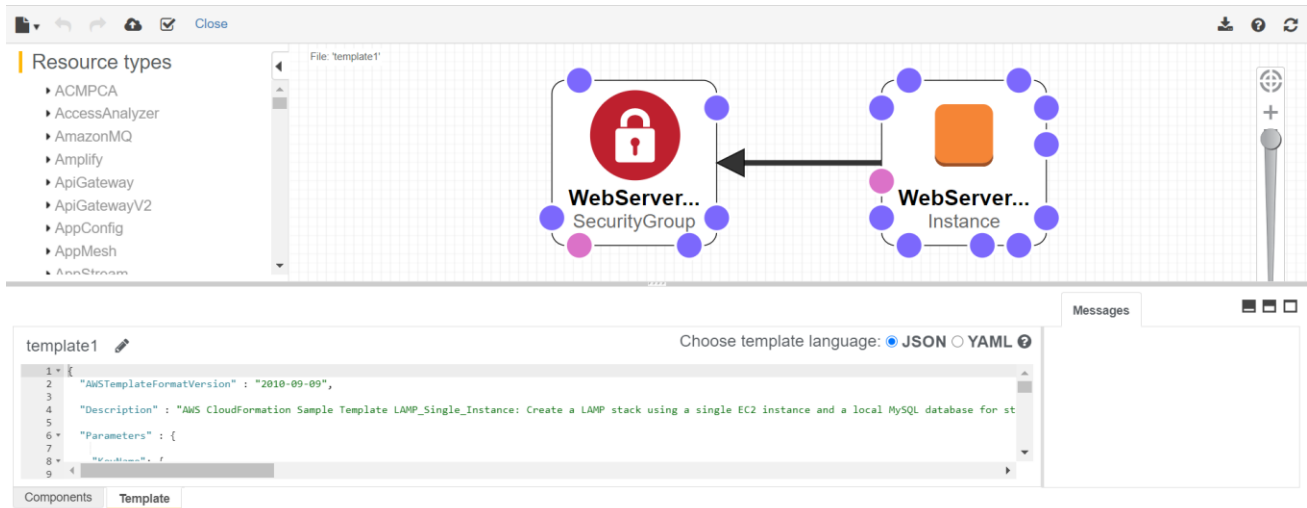 Close
Resource types
ACMPCA
AccessAnalyzer
AmazonMQ
Amplify
ApiGateway
ApiGatewayV2
AppConfig
AppMesh
AppStream
File: 'template1'
WebServer...
SecurityGroup
WebServer...
Instance
Messages
template1
Choose template language: JSON YAML
1 {
2 "AWSTemplateFormatVersion" : "2010-09-09",
3
4 "Description" : "AWS CloudFormation Sample Template LAMP_Single_Instance: Create a LAMP stack using a single EC2 instance and a local MySQL database for st
5
6 "Parameters" : {
7
8 "KeyName": {
9
Components Template